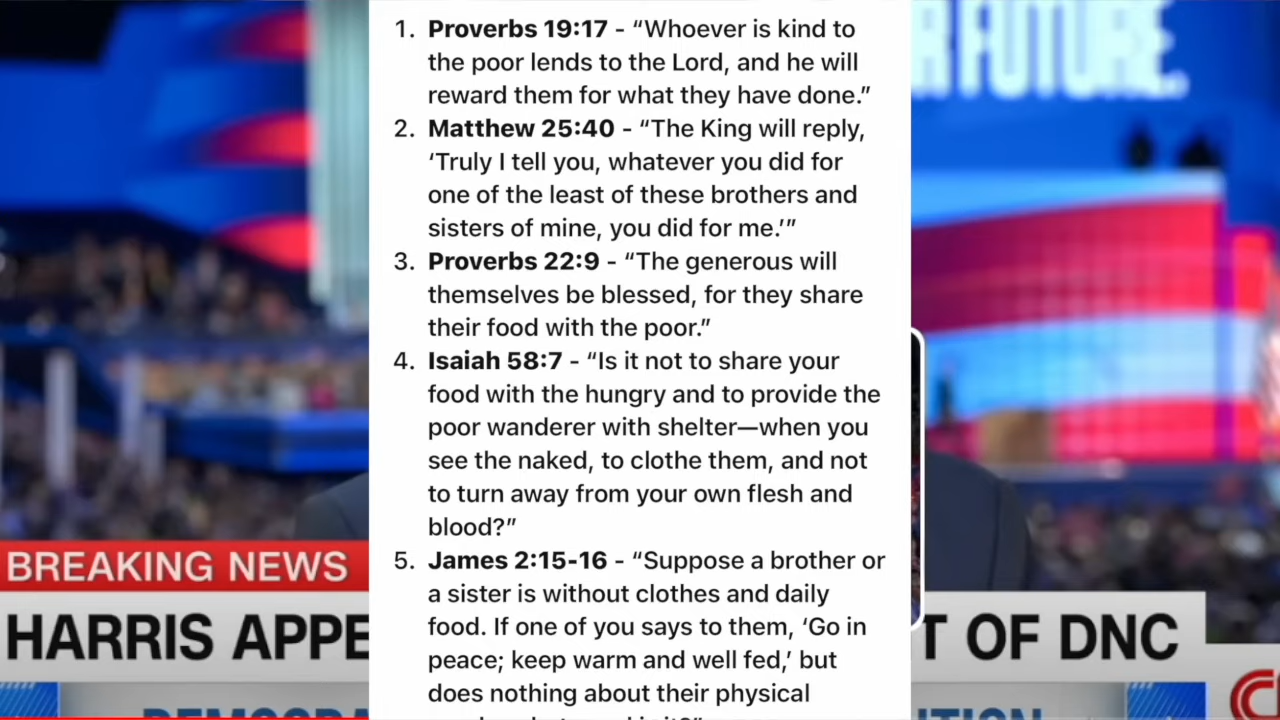 1. Proverbs 19:17 - “Whoever is kind to
the poor lends to the Lord, and he will
reward them for what they have done.”
2. Matthew 25:40 - “The King will reply,
‘Truly I tell you, whatever you did for
one of the least of these brothers and
sisters of mine, you did for me.’”
3. Proverbs 22:9 - “The generous will
themselves be blessed, for they share
their food with the poor.”
4. Isaiah 58:7 - “Is it not to share your
food with the hungry and to provide the
poor wanderer with shelter—when you
see the naked, to clothe them, and not
to turn away from your own flesh and
blood?”
5. James 2:15-16 - “Suppose a brother or
a sister is without clothes and daily
food. If one of you says to them, ‘Go in
peace; keep warm and well fed,’ but
does nothing about their physical
R FUTURE.
BREAKING NEWS
HARRIS APPE
T OF DNC